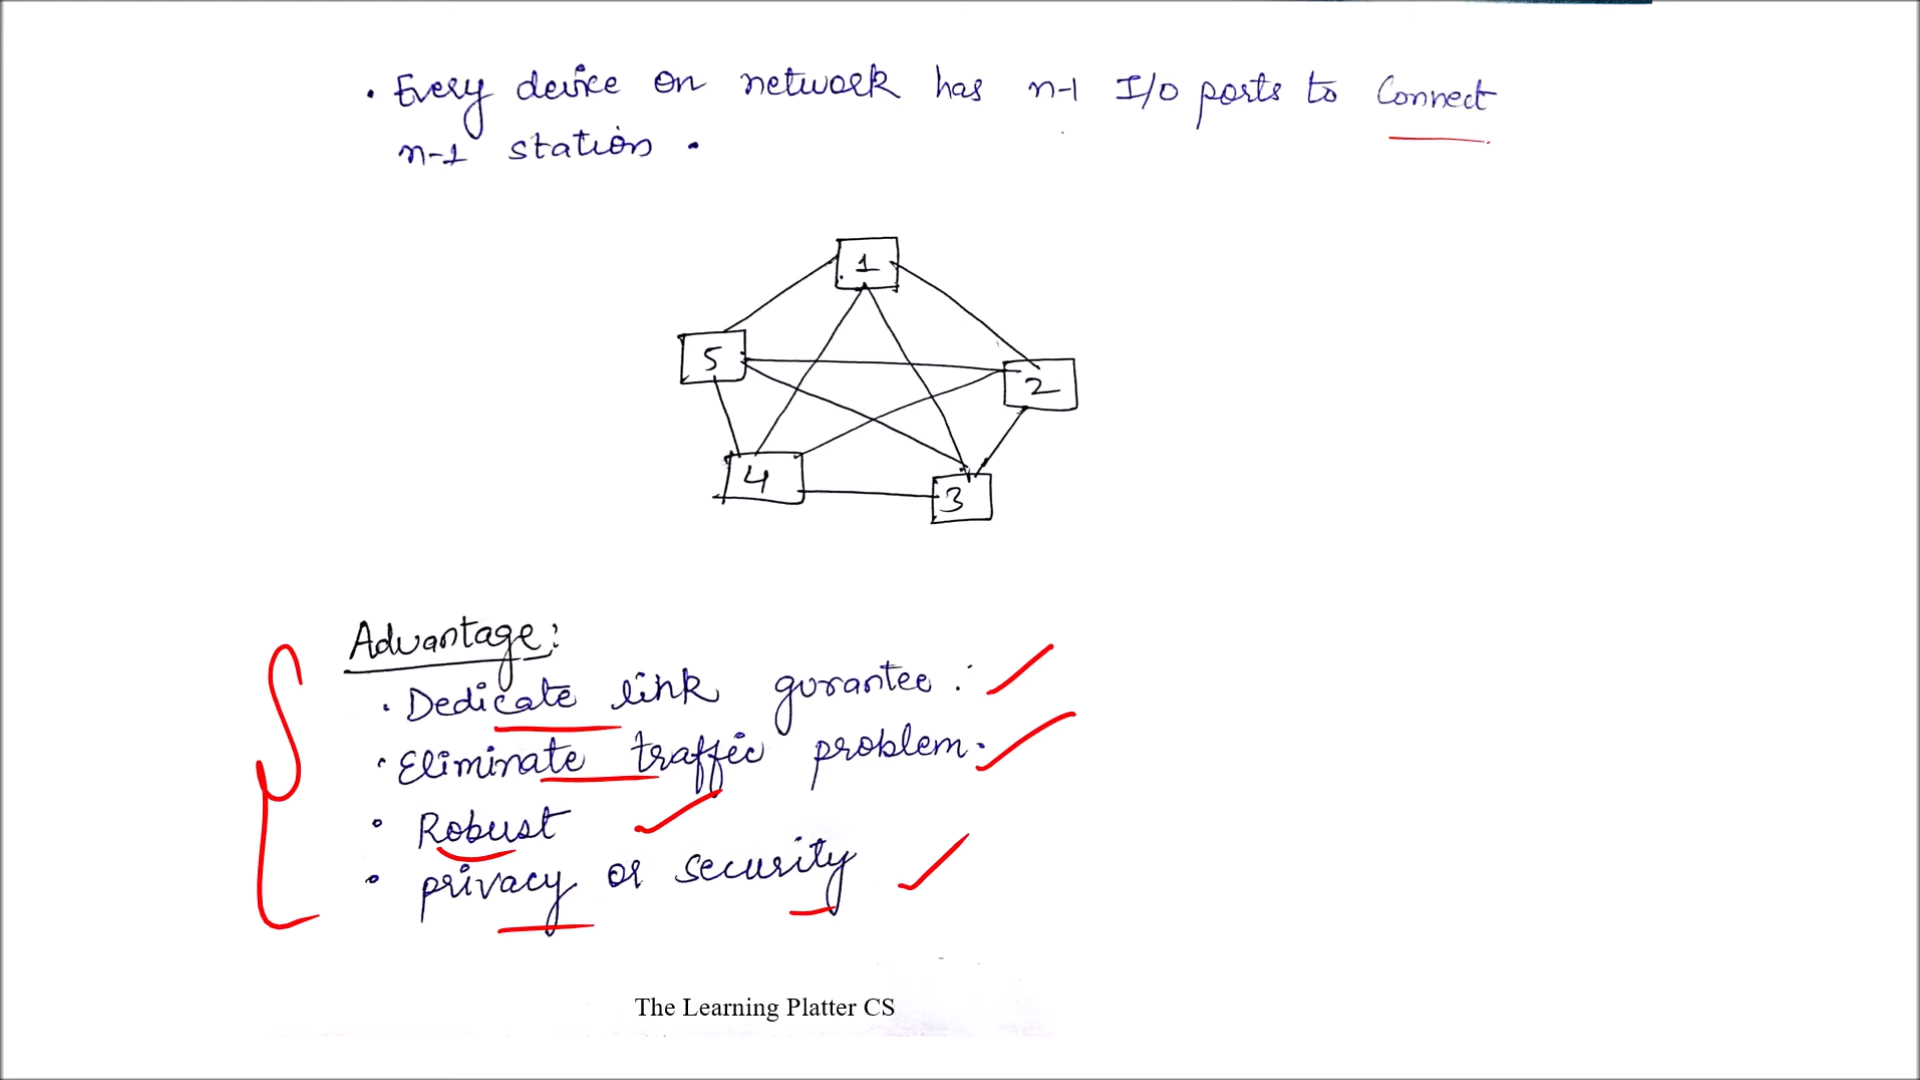 • Every device on network has n-1 I/O ports to Connect
n-1 station.
1
5
2
4
3
Advantage:
• Dedicate link gurantee.
• Eliminate traffic problem.
• Robust
• privacy or security
The Learning Platter CS